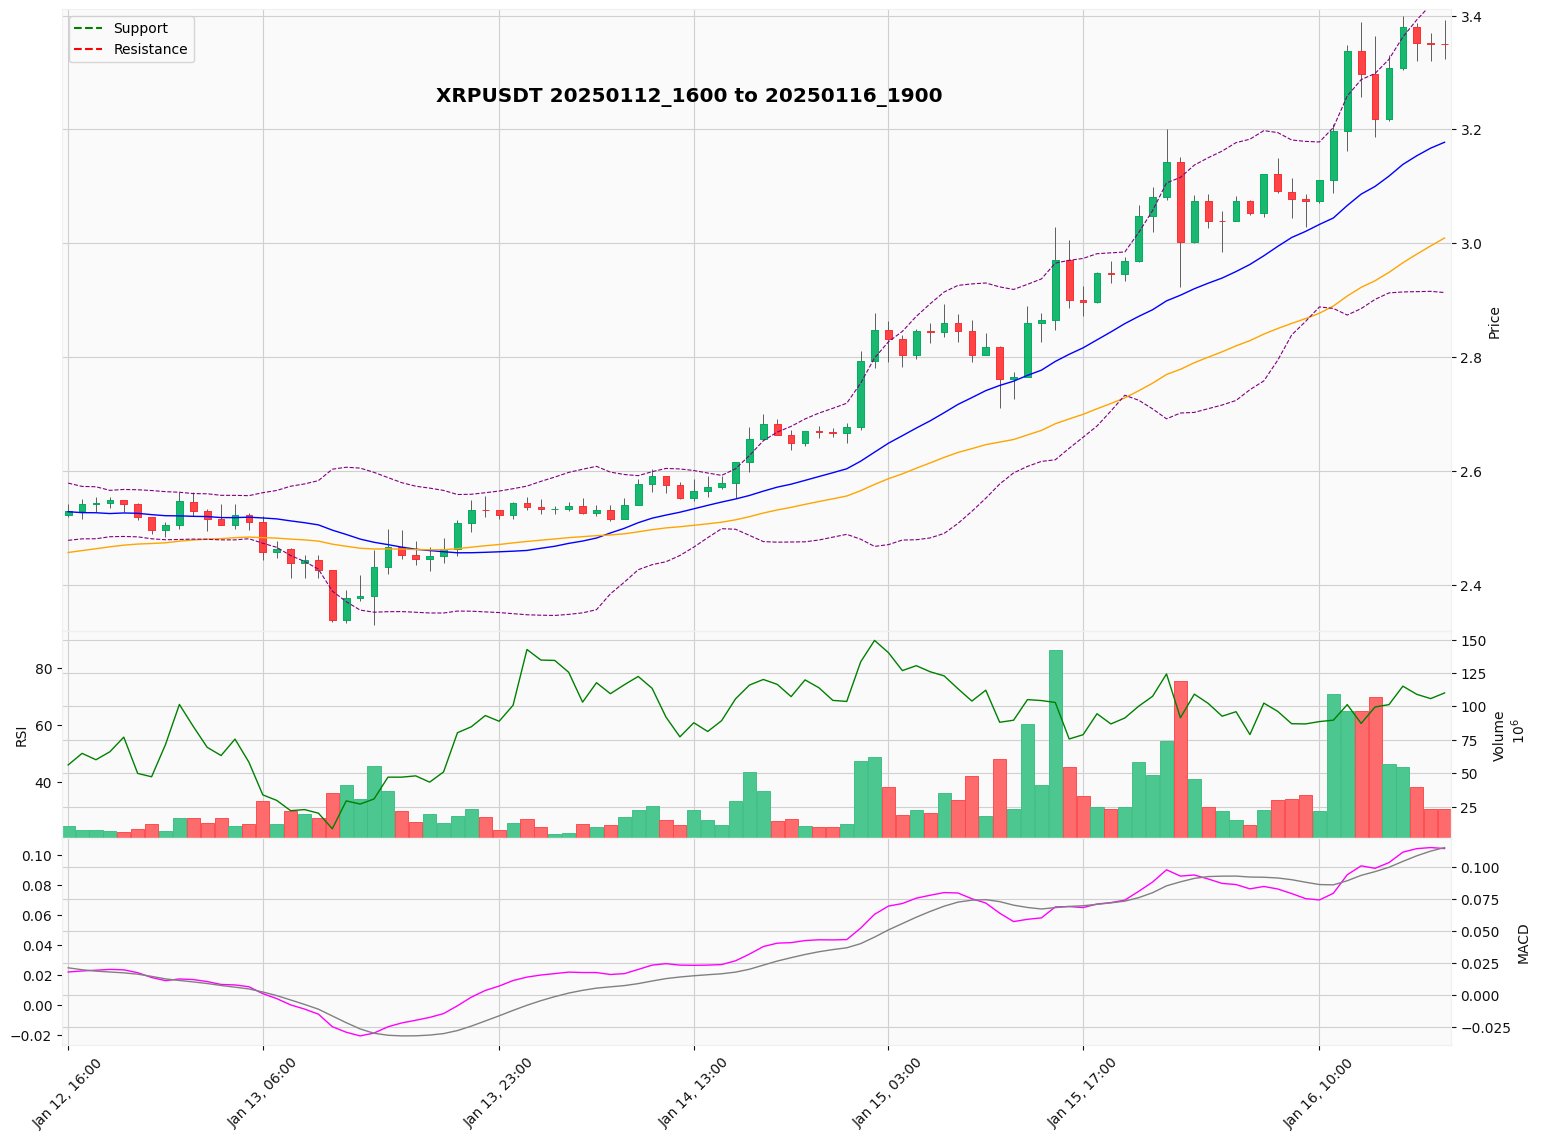 Support
Resistance
XRPUSDT 20250112_1600 to 20250116_1900
3.4
3.2
3.0
2.8
2.6
2.4
Price
80
60
40
RSI
150
125
100
75
50
25
Volume
10^6
0.10
0.08
0.06
0.04
0.02
0.00
−0.02
0.100
0.075
0.050
0.025
0.000
−0.025
MACD
Jan 12, 16:00
Jan 13, 06:00
Jan 13, 23:00
Jan 14, 13:00
Jan 15, 03:00
Jan 15, 17:00
Jan 16, 10:00